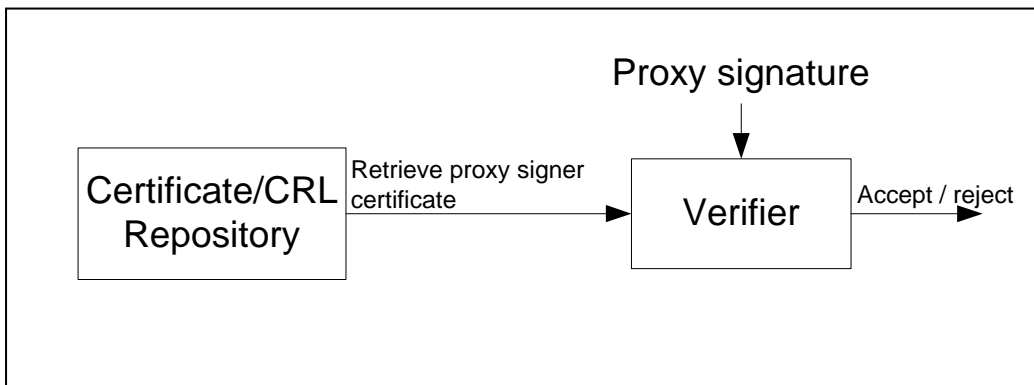 Proxy signature
Certificate/CRL
Repository
Retrieve proxy signer
certificate
Verifier
Accept / reject